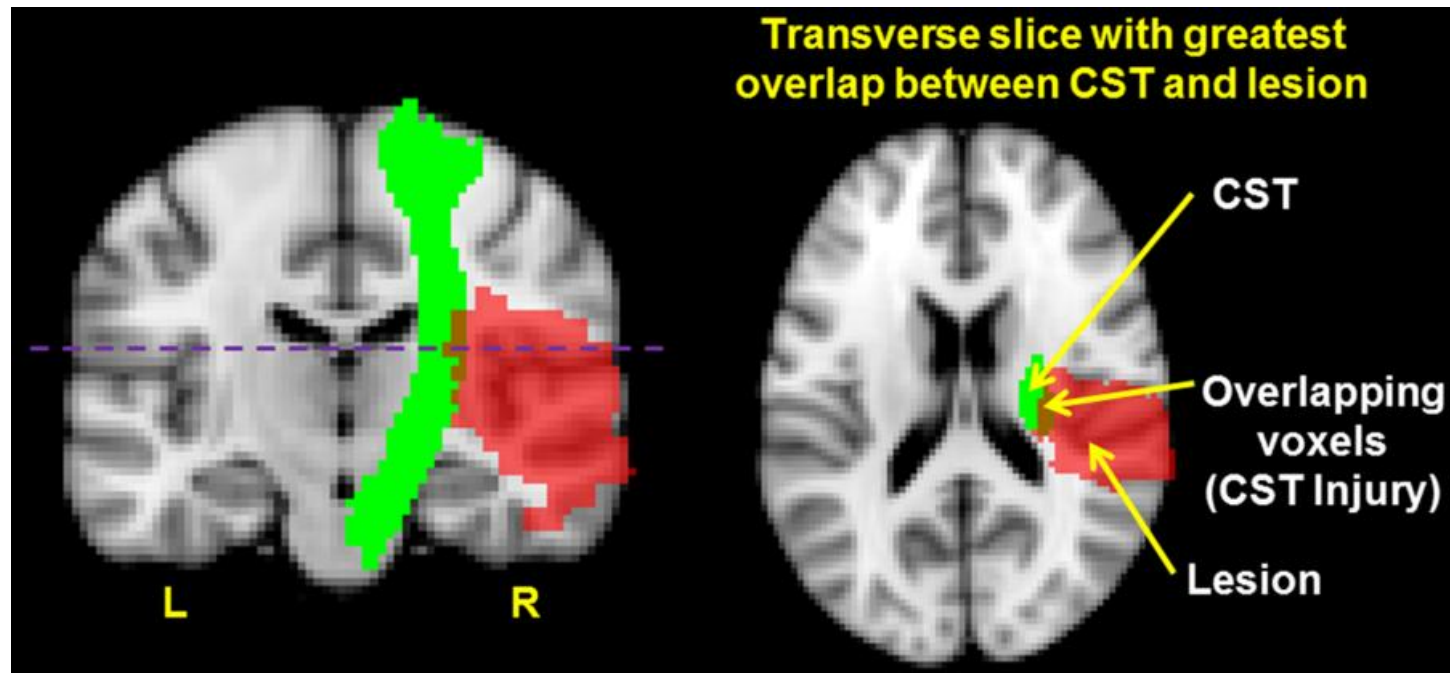 Transverse slice with greatest
overlap between CST and lesion
CST
Overlapping
voxels
(CST Injury)
Lesion
L R